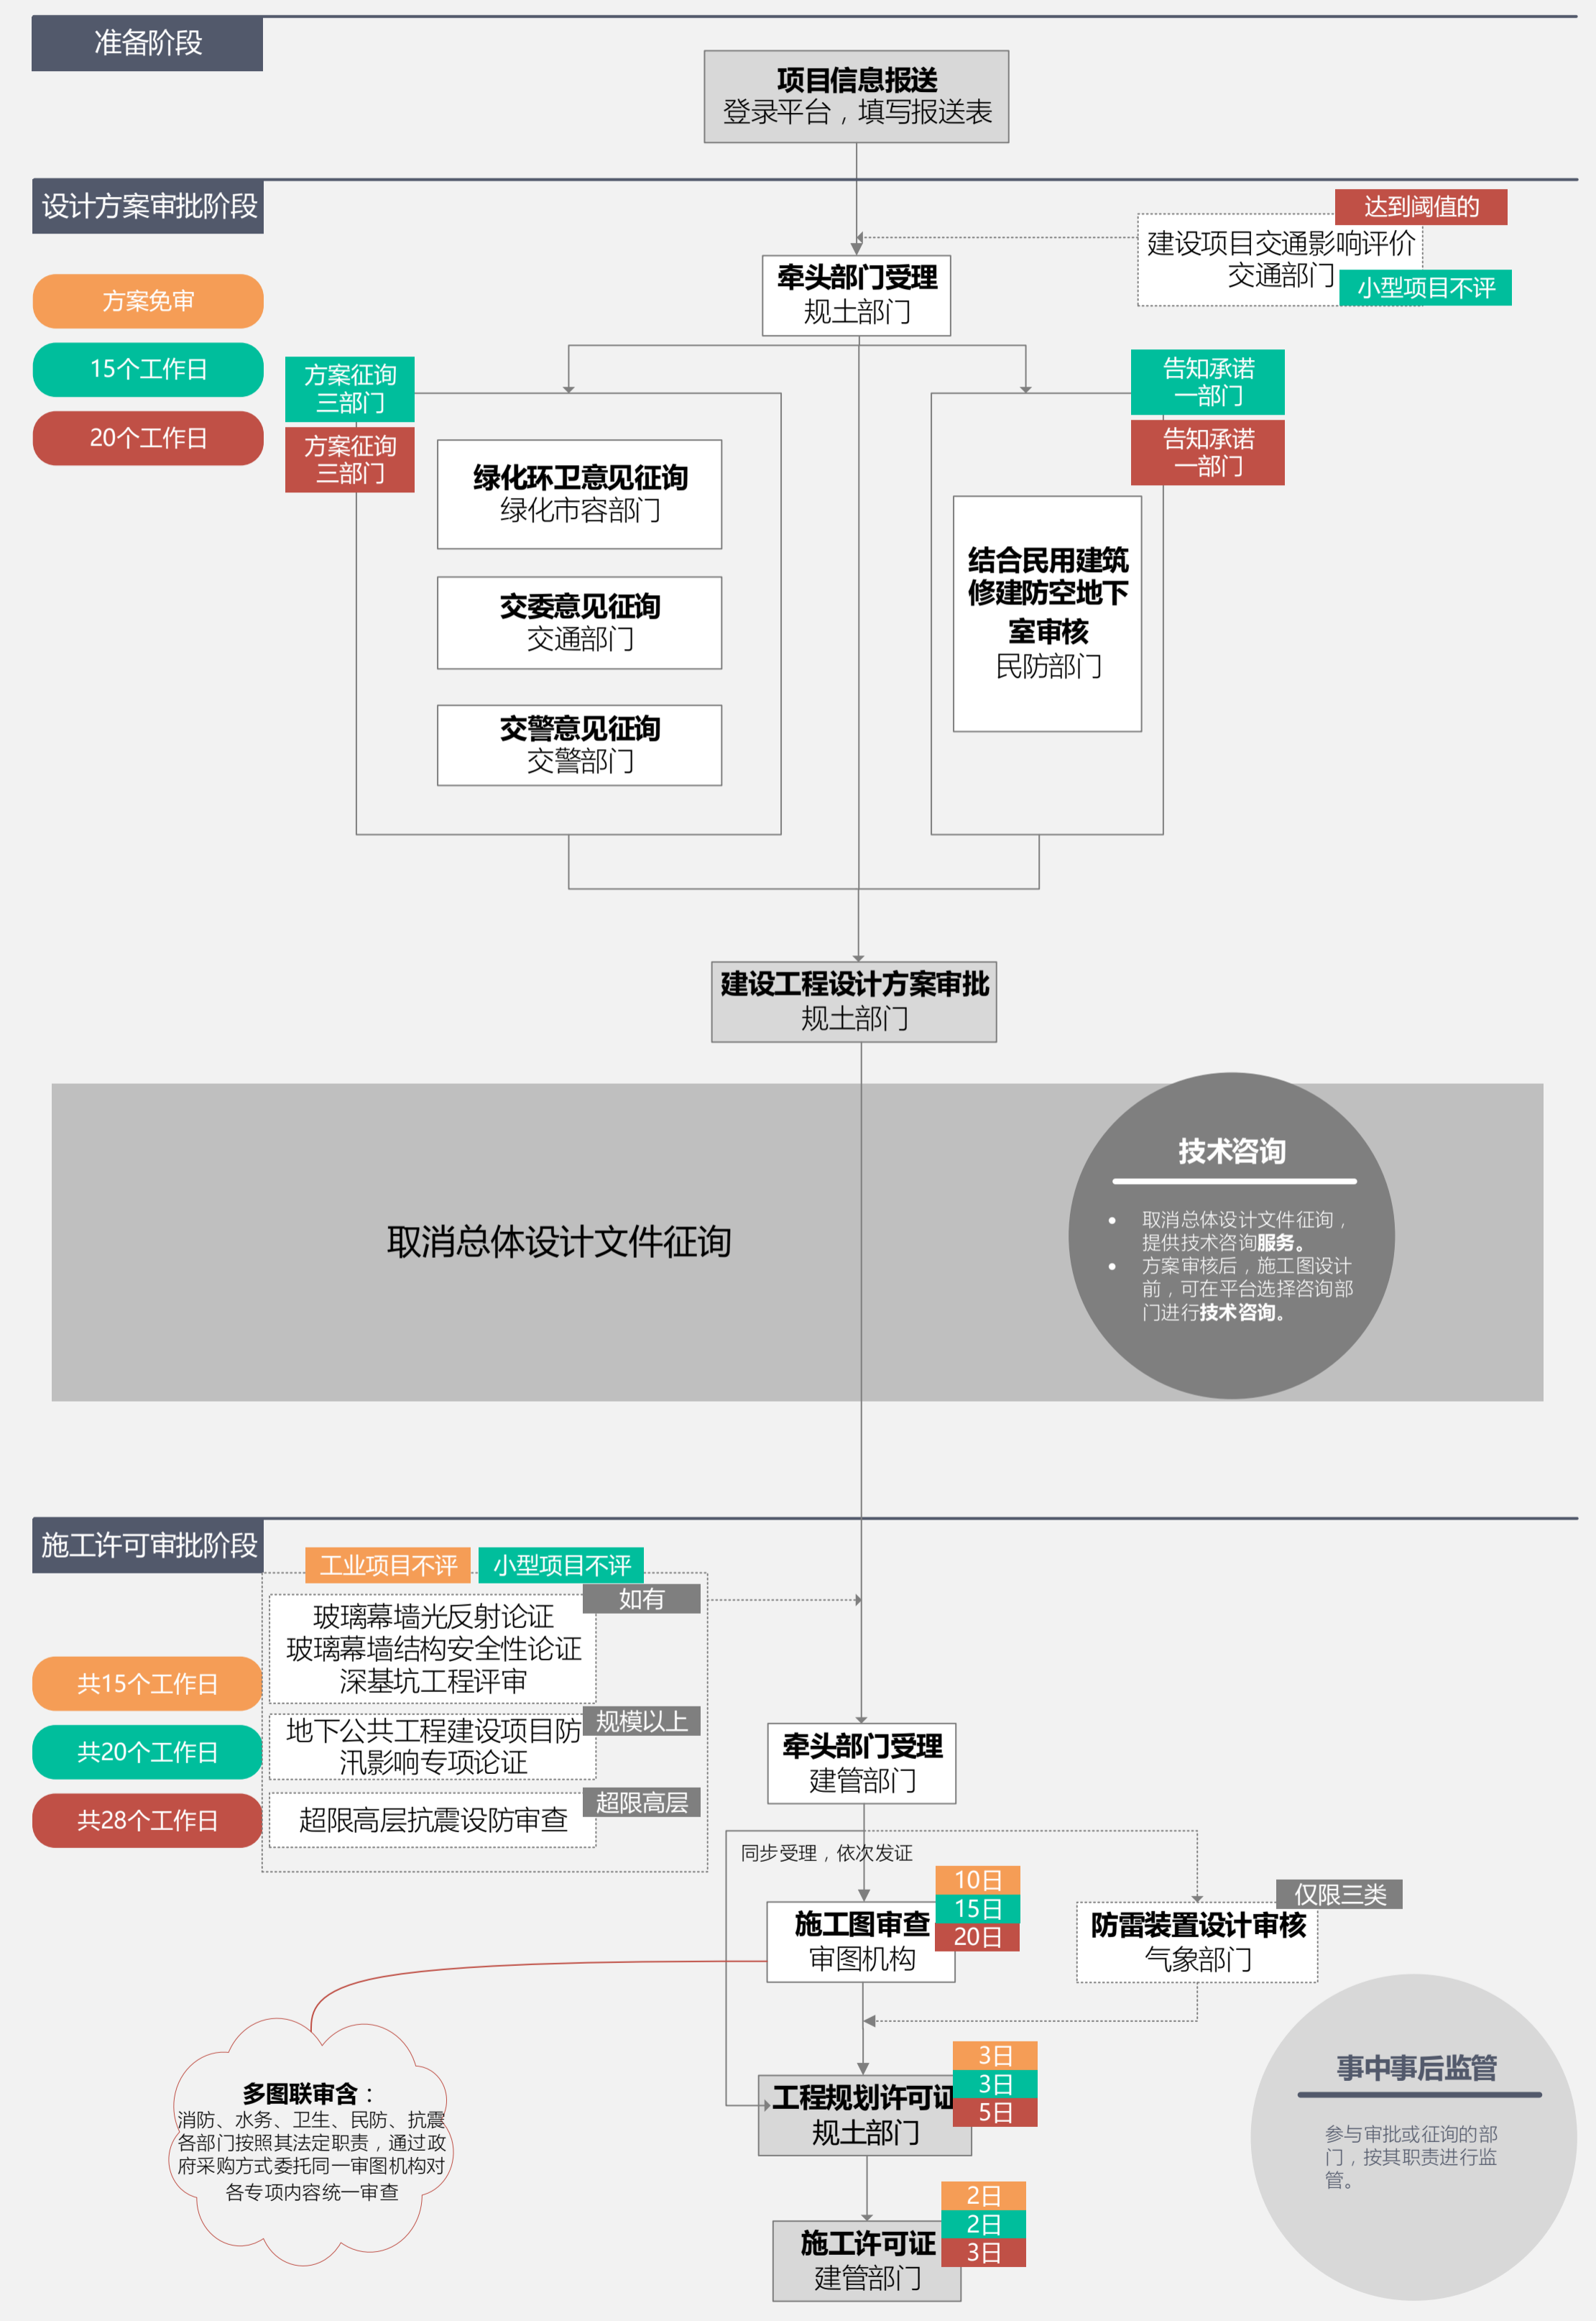 准备阶段
项目信息报送
登录平台，填写报送表
设计方案审批阶段
达到阈值的
建设项目交通影响评价
交通部门
小型项目不评
牵头部门受理
规土部门
方案免审
15个工作日
20个工作日
方案征询
三部门
方案征询
三部门
告知承诺
一部门
告知承诺
一部门
绿化环卫意见征询
绿化市容部门
交委意见征询
交通部门
交警意见征询
交警部门
结合民用建筑
修建防空地下
室审核
民防部门
建设工程设计方案审批
规土部门
取消总体设计文件征询
技术咨询
• 取消总体设计文件征询，
提供技术咨询服务。
• 方案审核后，施工图设计
前，可在平台选择咨询部
门进行技术咨询。
施工许可审批阶段
工业项目不评
小型项目不评
如有
玻璃幕墙光反射论证
玻璃幕墙结构安全性论证
深基坑工程评审
规模以上
地下公共工程建设项目防
汛影响专项论证
超限高层
超限高层抗震设防审查
共15个工作日
共20个工作日
共28个工作日
牵头部门受理
建管部门
同步受理，依次发证
10日
15日
20日
施工图审查
审图机构
仅限三类
防雷装置设计审核
气象部门
3日
3日
5日
工程规划许可证
规土部门
2日
2日
3日
施工许可证
建管部门
多图联审含：
消防、水务、卫生、民防、抗震
各部门按照其法定职责，通过政
府采购方式委托同一审图机构对
各专项内容统一审查
事中事后监管
参与审批或征询的部
门，按其职责进行监
管。